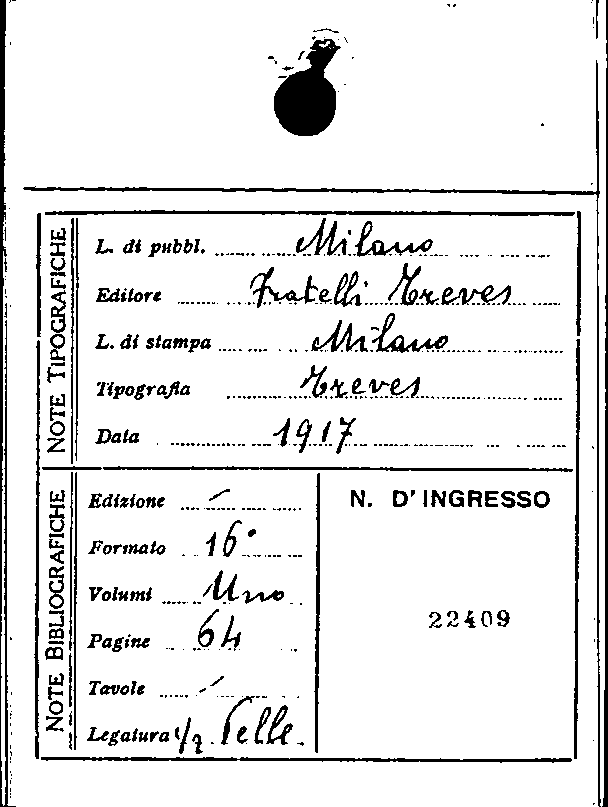 NOTE TIPOGRAFICHE
L. di pubbl. Milano
Editore Fratelli Treves
L. di stampa Milano
Tipografia Treves
Data 1917
NOTE BIBLIOGRAFICHE
Edizione /
Formato 16°
Volumi Uno
Pagine 64
Tavole /
Legatura 1/2 Pelle.
N. D'INGRESSO
22409